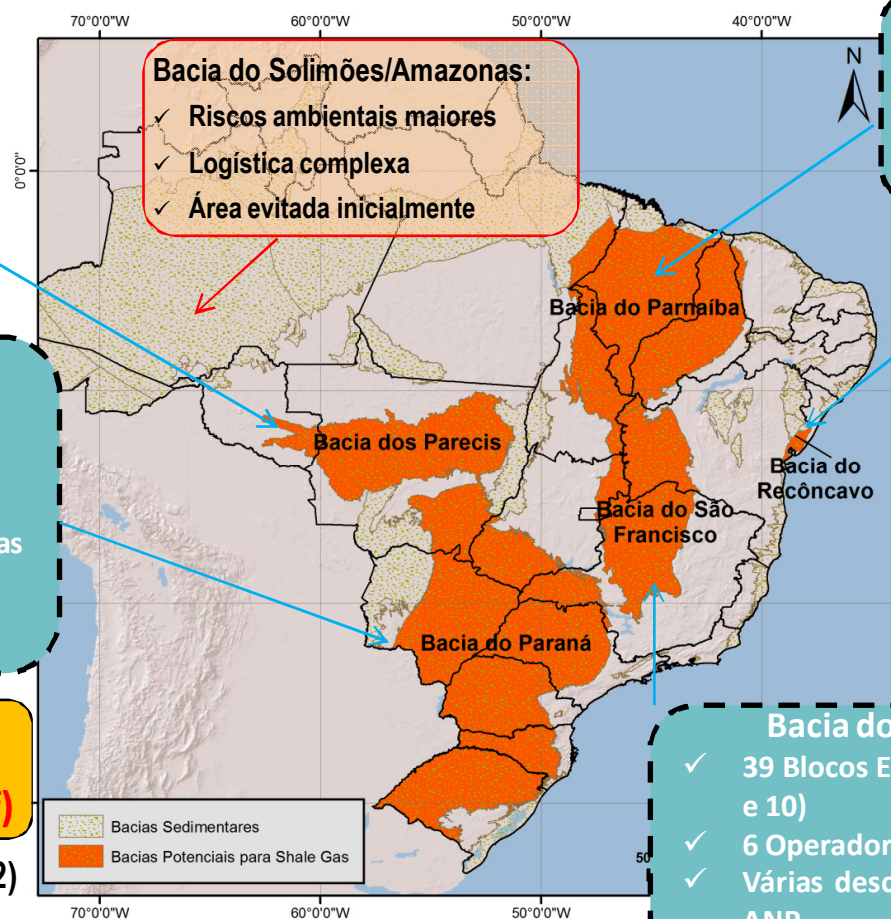 70°0'0"W 60°0'0"W 50°0'0"W 40°0'0"W
N
Bacia do Solimões/Amazonas:
✓ Riscos ambientais maiores
✓ Logística complexa
✓ Área evitada inicialmente
0°0'0"
Bacia do Parnaíba
Bacia dos Parecis
Bacia do
Recôncavo
Bacia do São
Francisco
as
Bacia do Paraná
Bacia do
✓ 39 Blocos E
e 10)
✓ 6 Operador
✓ Várias desc
ANP
)
2)
Bacias Sedimentares
Bacias Potenciais para Shale Gas
50
70°0'0"W 60°0'0"W 50°0'0"W